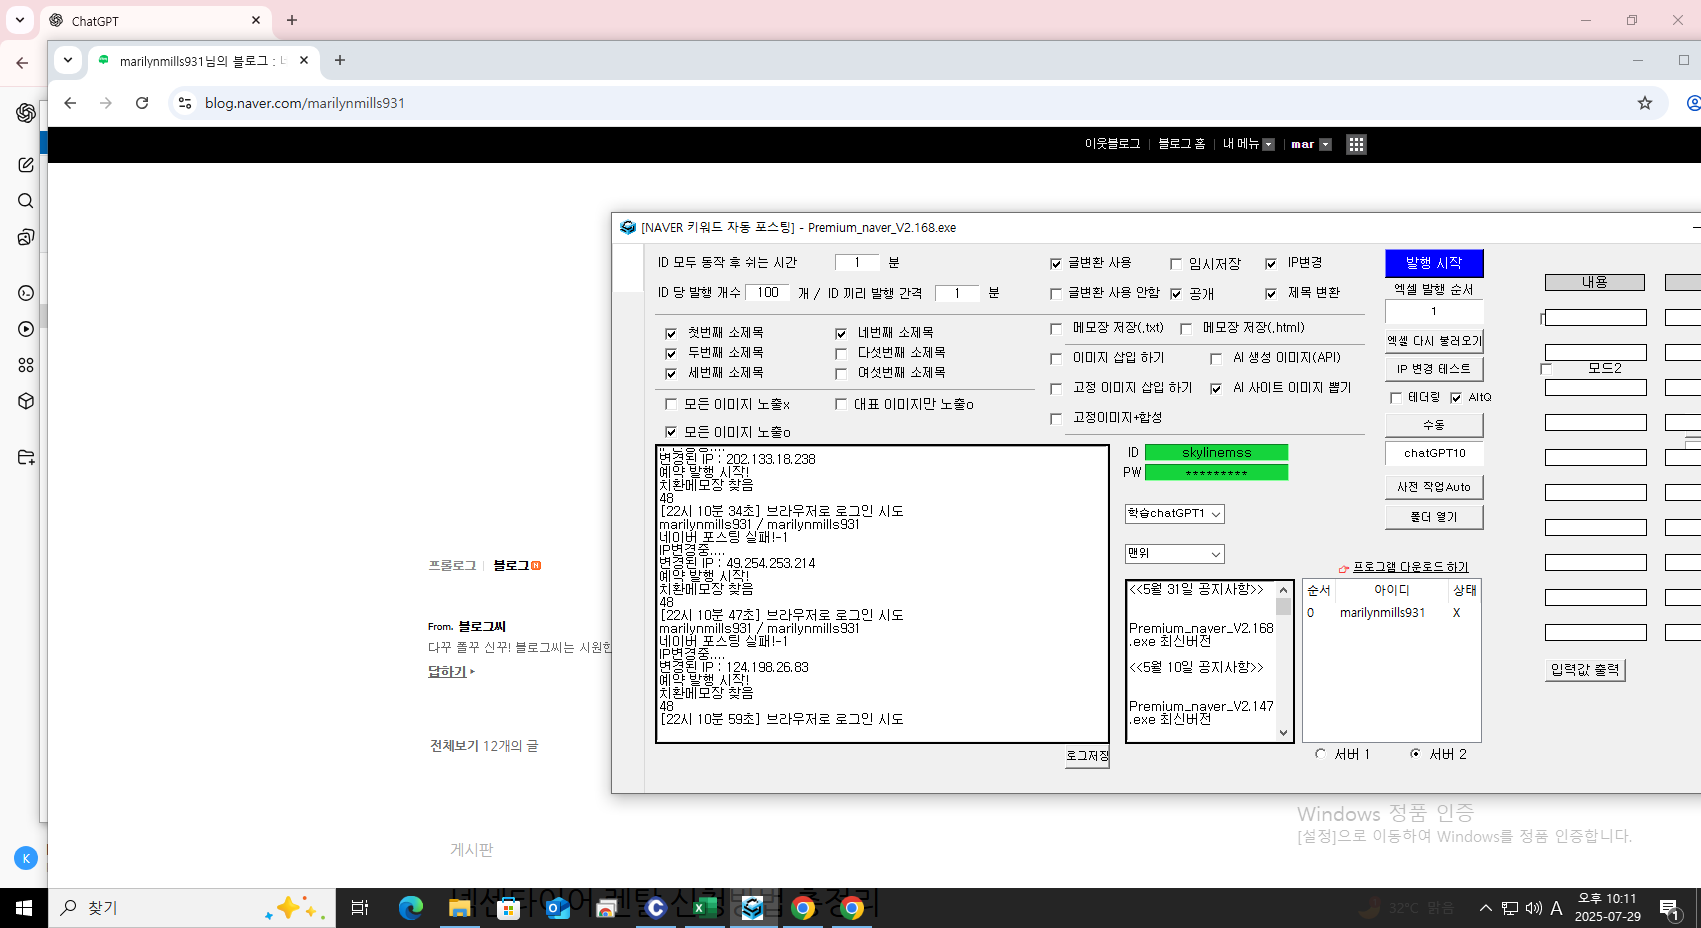 ChatGPT
marilynmills931님의 블로그 : 
blog.naver.com/marilynmills931
이웃블로그 블로그 홈 내 메뉴 mar
[NAVER 키워드 자동 포스팅] - Premium_naver_V2.168.exe
ID 모두 동작 후 쉬는 시간 1 분
ID 당 발행 개수 100 개 / ID 끼리 발행 간격 1 분
글변환 사용 임시저장 IP변경
글변환 사용 안함 공개 제목 변환
첫번째 소제목 네번째 소제목
두번째 소제목 다섯번째 소제목
세번째 소제목 여섯번째 소제목
모든 이미지 노출x 대표 이미지만 노출o
모든 이미지 노출o
메모장 저장(.txt) 메모장 저장(.html)
이미지 삽입 하기 AI 생성 이미지(API)
고정 이미지 삽입 하기 AI 사이트 이미지 뽑기
고정이미지+합성
발행 시작
엑셀 발행 순서
1
엑셀 다시 불러오기
IP 변경 테스트
테더링 AltQ
수동
chatGPT10
사전 작업Auto
폴더 열기
내용
모드2
입력값 출력
변경된 IP : 202.133.18.238
예약 발행 시작!
치환메모장 찾음
48
[22시 10분 34초] 브라우저로 로그인 시도
marilynmills931 / marilynmills931
네이버 포스팅 실패!-1
IP변경중....
변경된 IP : 49.254.253.214
예약 발행 시작!
치환메모장 찾음
48
[22시 10분 47초] 브라우저로 로그인 시도
marilynmills931 / marilynmills931
네이버 포스팅 실패!-1
IP변경중....
변경된 IP : 124.198.26.83
예약 발행 시작!
치환메모장 찾음
48
[22시 10분 59초] 브라우저로 로그인 시도
로그저장
ID skylinemss
PW *********
학습chatGPT1
맨위
<<5월 31일 공지사항>>
Premium_naver_V2.168
.exe 최신버전
<<5월 10일 공지사항>>
Premium_naver_V2.147
.exe 최신버전
프로그램 다운로드 하기
순서 아이디 상태
0 marilynmills931 X
서버 1 서버 2
프롤로그 블로그
From. 블로그씨
다꾸 폴꾸 신꾸! 블로그씨는 시원한
답하기
전체보기 12개의 글
게시판
Windows 정품 인증
[설정]으로 이동하여 Windows를 정품 인증합니다.
K
넥센타이어 렌탈 신청방법 총정리
찾기
32°C 맑음
A
오후 10:11
2025-07-29
1